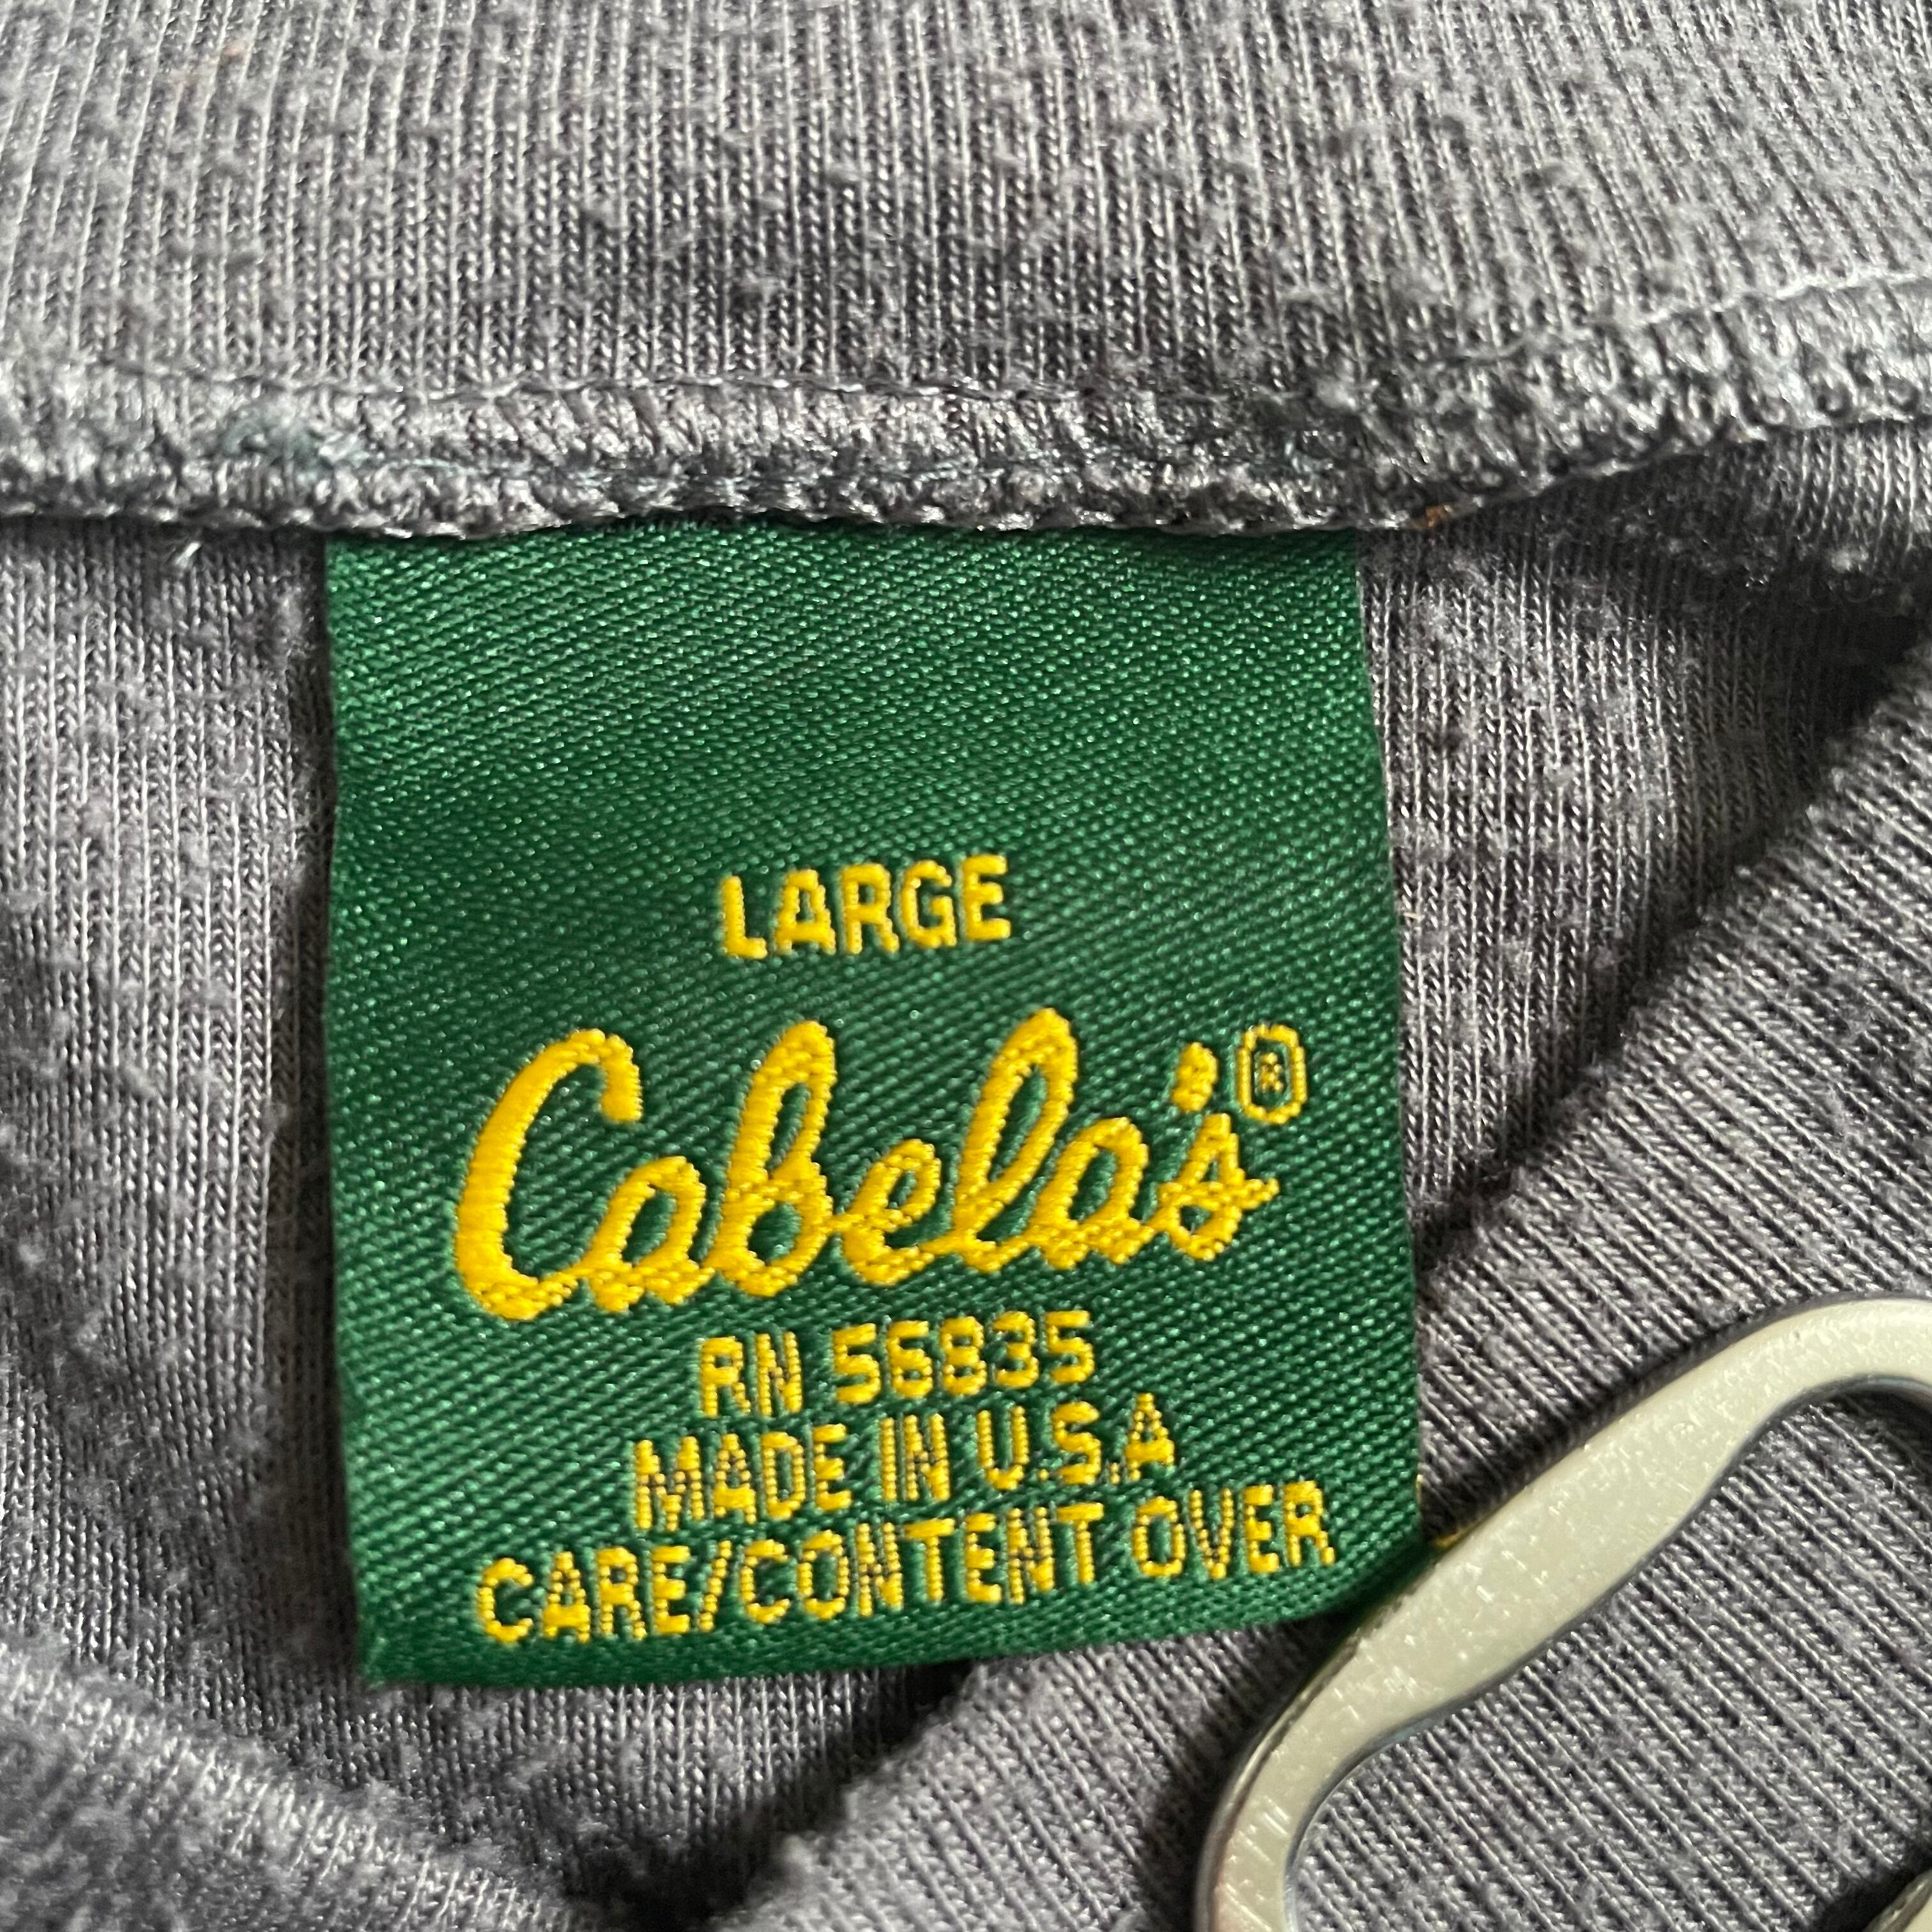 LARGE
Cabela's®
RN 56835
MADE IN U.S.A
CARE/CONTENT OVER